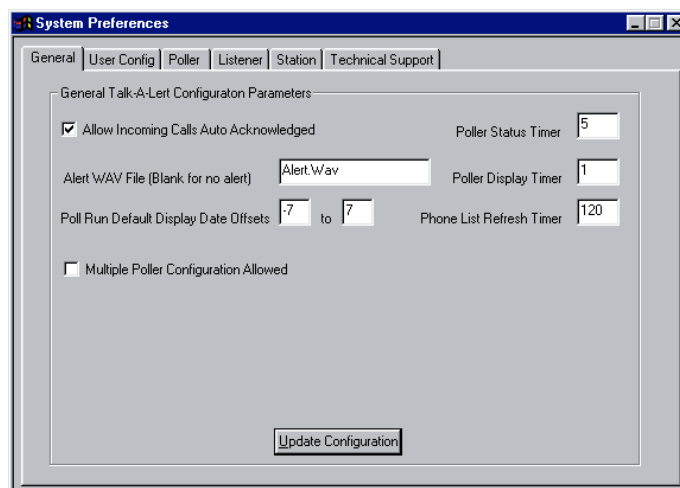 System Preferences
General User Config Poller Listener Station Technical Support
General Talk-A-Lert Configuraton Parameters
Allow Incoming Calls Auto Acknowledged
Poller Status Timer 5
Alert WAV File (Blank for no alert) Alert.Wav
Poller Display Timer 1
Poll Run Default Display Date Offsets -7 to 7
Phone List Refresh Timer 120
Multiple Poller Configuration Allowed
Update Configuration